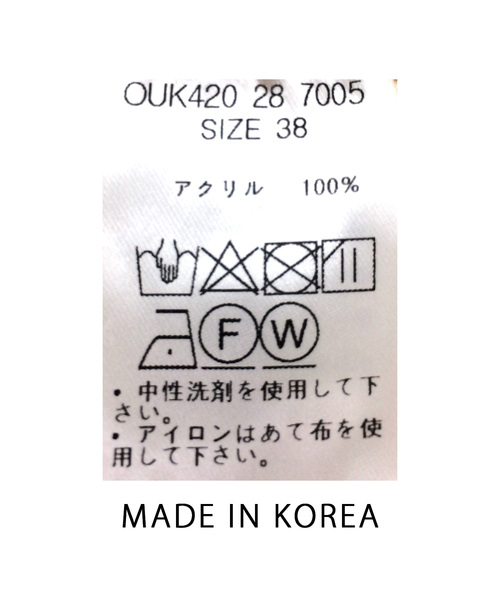 OUK420 28 7005
SIZE 38
アクリル 100%
F W
・中性洗剤を使用して下
さい。
・アイロンはあて布を使
用して下さい。
MADE IN KOREA